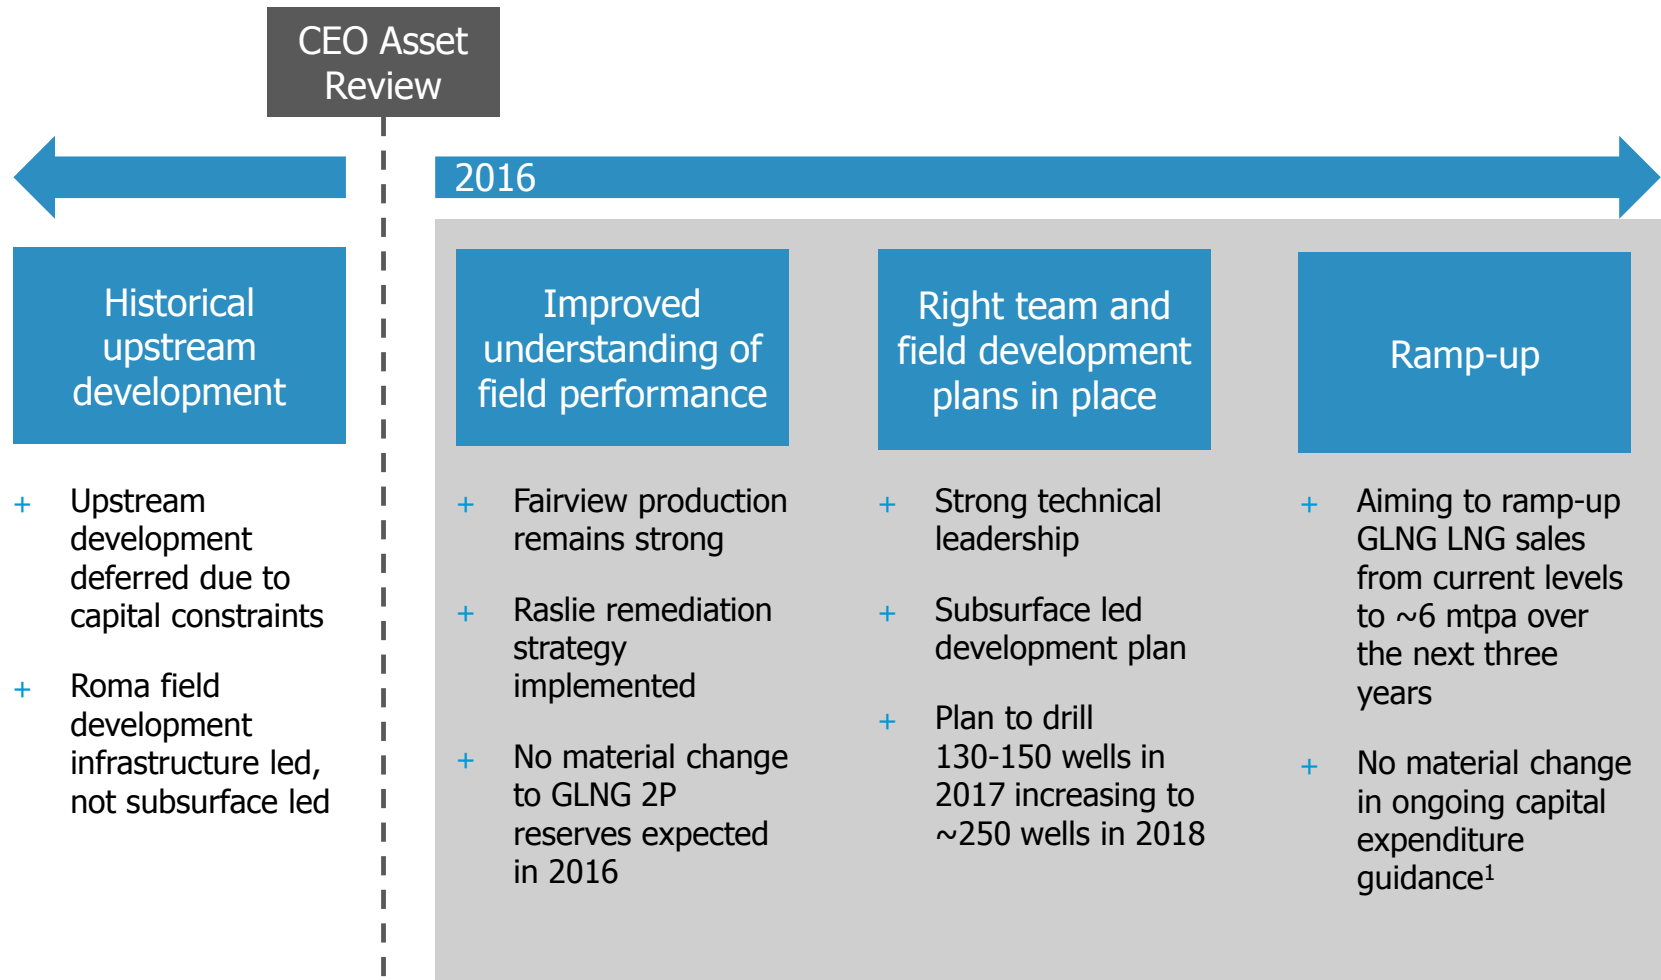 CEO Asset
Review
2016
Historical
upstream
development
+ Upstream
development
deferred due to
capital constraints
+ Roma field
development
infrastructure led,
not subsurface led
Improved
understanding of
field performance
+ Fairview production
remains strong
+ Raslie remediation
strategy
implemented
+ No material change
to GLNG 2P
reserves expected
in 2016
Right team and
field development
plans in place
+ Strong technical
leadership
+ Subsurface led
development plan
+ Plan to drill
130-150 wells in
2017 increasing to
~250 wells in 2018
Ramp-up
+ Aiming to ramp-up
GLNG LNG sales
from current levels
to ~6 mtpa over
the next three
years
+ No material change
in ongoing capital
expenditure
guidance¹